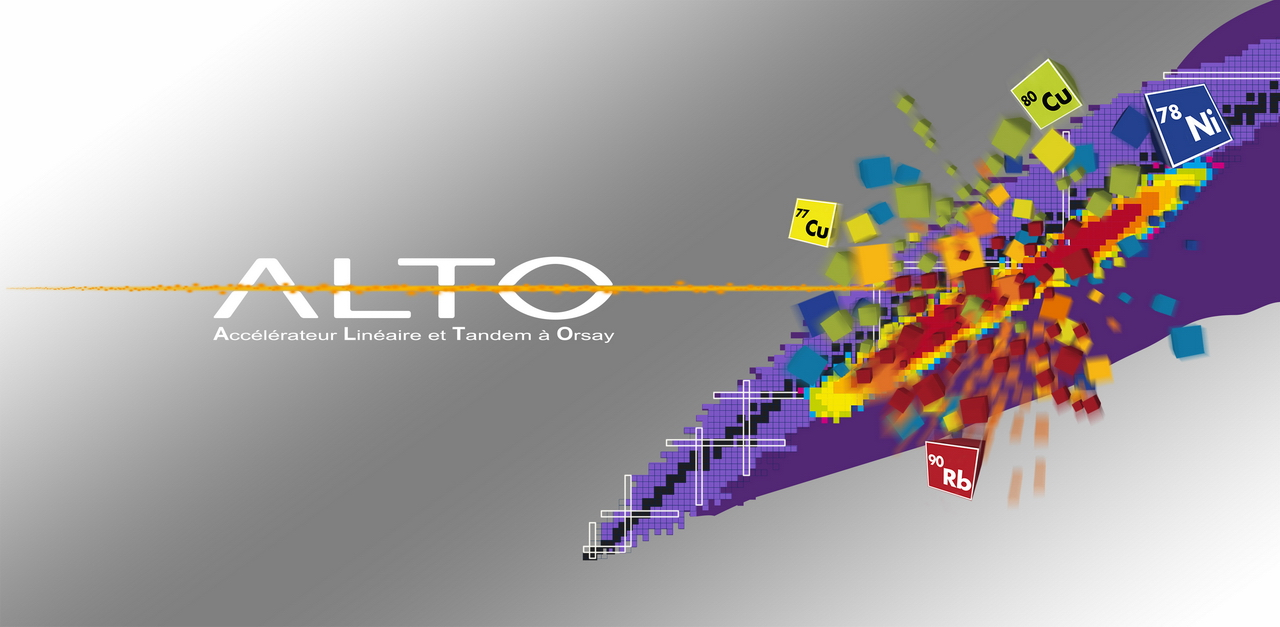 80 Cu
78 Ni
77 Cu
ALTO
Accélérateur Linéaire et Tandem à Orsay
90 Rb